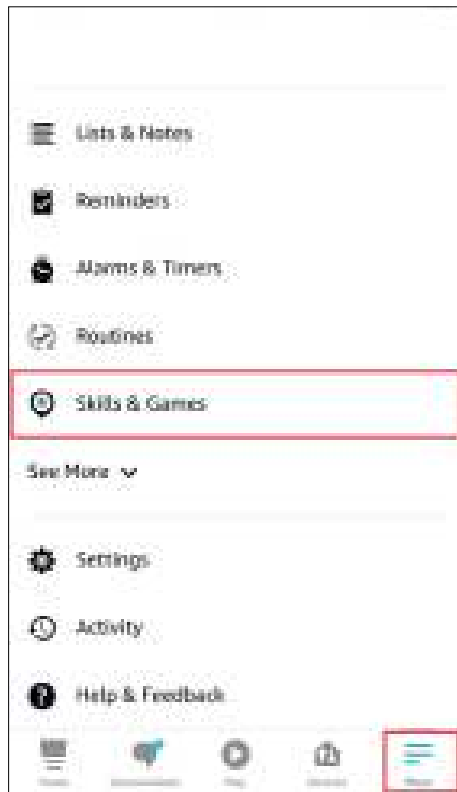 Lists & Notes
Reminders
Alarms & Timers
Routines
Skills & Games
See More
Settings
Activity
Help & Feedback